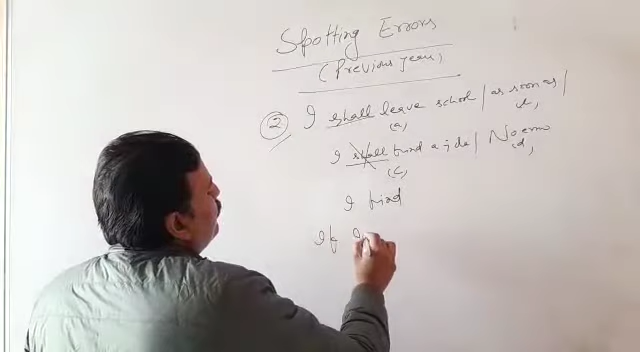 Spotting Errors
(Previous year)
② I shall leave school / as soon as /
(a) (b)
I shall find a job / No error
(c) (d)
I find
If I